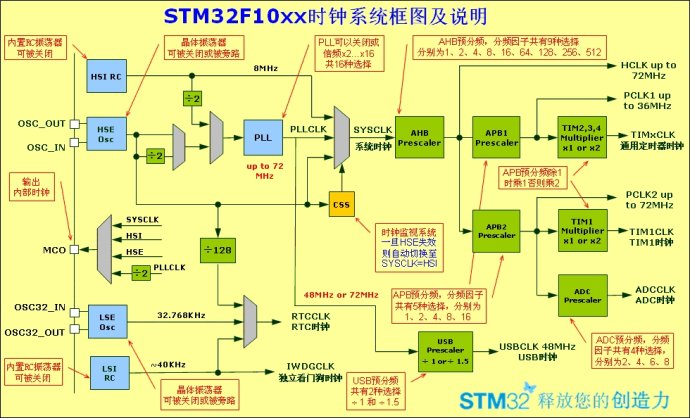 STM32F10xx时钟系统框图及说明
内置RC振荡器
可被关闭
晶体振荡器
可被关闭或被旁路
PLL可以关闭或
倍频x2...x16
共16种选择
AHB预分频，分频因子共有9种选择
分别为1、2、4、8、16、64、128、256、512
HSI RC
8MHz
÷2
HCLK up to
72MHz
PCLK1 up
to 36MHz
OSC_OUT
OSC_IN
HSE
Osc
÷2
PLL
PLLCLK
SYSCLK
系统时钟
AHB
Prescaler
APB1
Prescaler
TIM2,3,4
Multiplier
x1 or x2
TIMxCLK
通用定时器时钟
up to 72
MHz
APB预分频除1
时乘1否则乘2
输出
内部时钟
CSS
PCLK2 up
to 72MHz
SYSCLK
HSI
HSE
PLLCLK
÷2
MCO
÷128
时钟监视系统
一旦HSE失效
则自动切换至
SYSCLK=HSI
APB2
Prescaler
TIM1
Multiplier
x1 or x2
TIM1CLK
TIM1时钟
48MHz or 72MHz
APB预分频，分频因子
共有5种选择，分别为
1、2、4、8、16
ADC
Prescaler
ADCCLK
ADC时钟
OSC32_IN
OSC32_OUT
LSE
Osc
32.768KHz
RTCCLK
RTC时钟
USB
Prescaler
÷ 1 or ÷ 1.5
USBCLK 48MHz
USB时钟
ADC预分频，分频
因子共有4种选择，
分别为2、4、6、8
内置RC振荡器
可被关闭
LSI
RC
~40KHz
IWDGCLK
独立看门狗时钟
晶体振荡器
可被关闭或被旁路
USB预分频
共有2种选择
÷1 和 ÷1.5
STM32 释放您的创造力